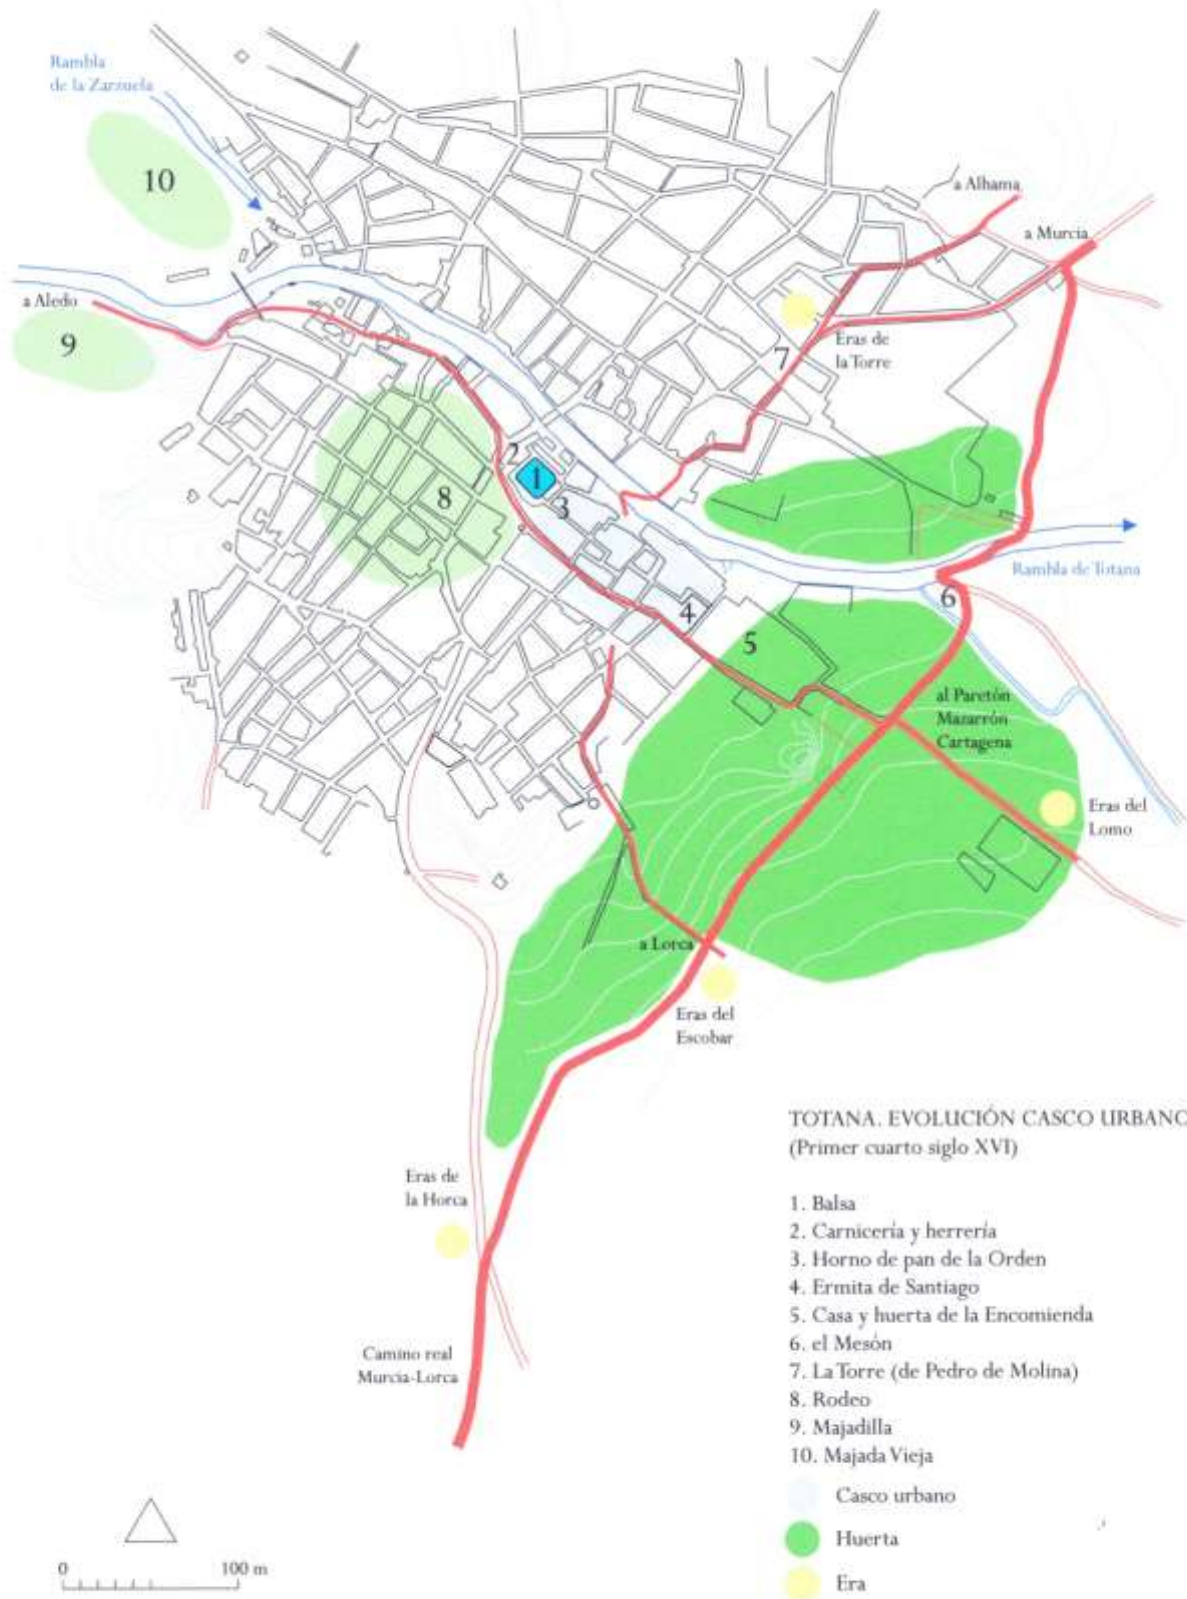 Rambla
de la Zarzuela
10
a Alhama
a Murcia
a Aledo
9
Eras de
la Torre
7
2
1
3
8
Rambla de Totana
6
4
5
al Paretón
Mazarrón
Cartagena
Eras del
Lomo
a Lorca
Eras del
Escobar
TOTANA. EVOLUCIÓN CASCO URBANO
(Primer cuarto siglo XVI)
Eras de
la Horca
1. Balsa
2. Carnicería y herrería
3. Horno de pan de la Orden
4. Ermita de Santiago
5. Casa y huerta de la Encomienda
6. el Mesón
7. La Torre (de Pedro de Molina)
8. Rodeo
9. Majadilla
10. Majada Vieja
Camino real
Murcia-Lorca
Casco urbano
Huerta
Era
0 100 m